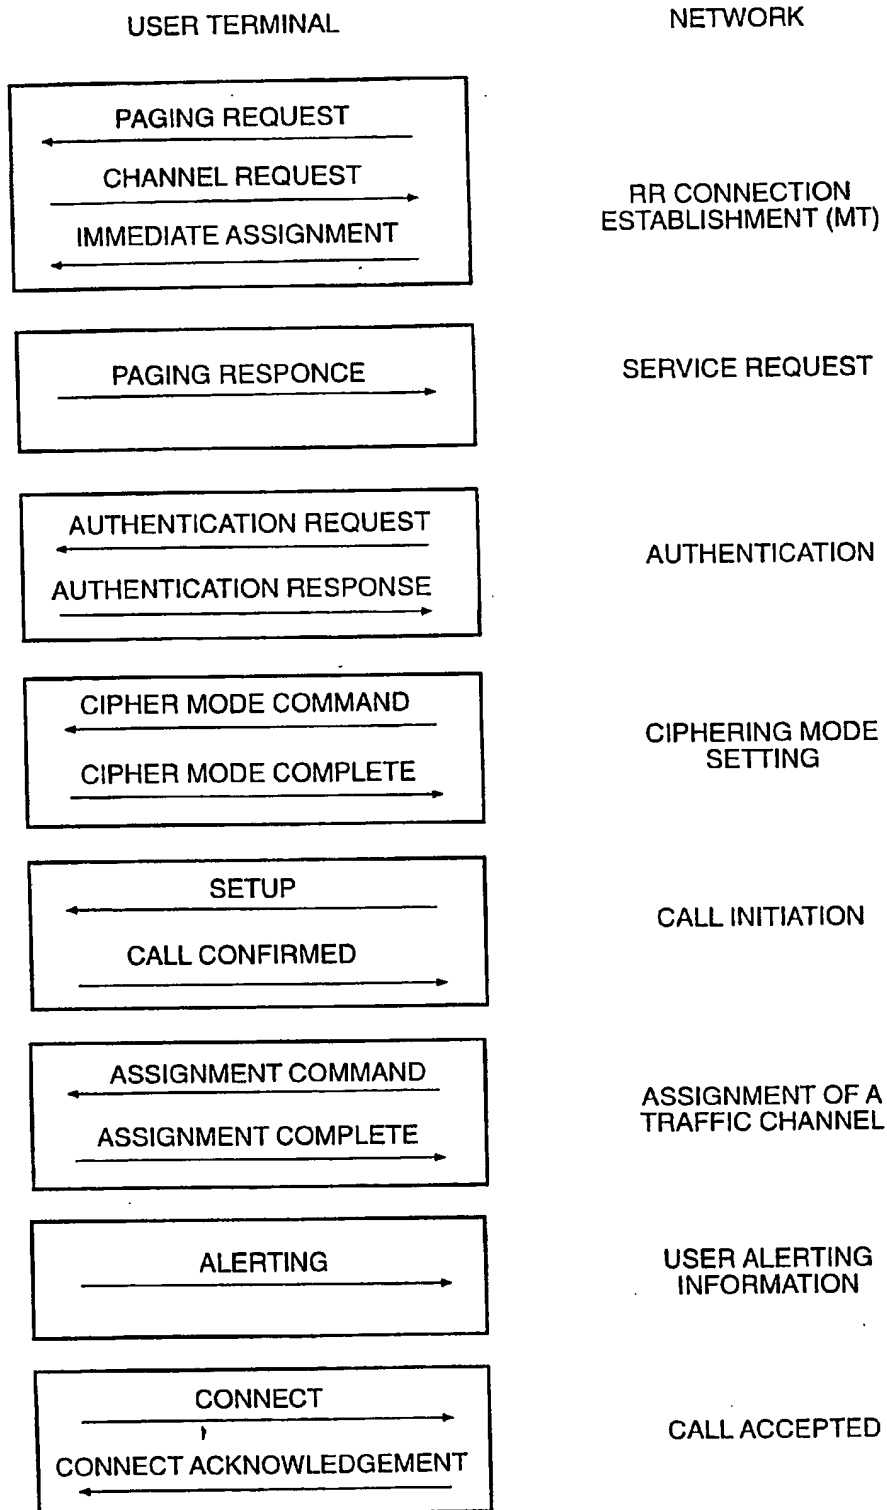 USER TERMINAL
NETWORK
PAGING REQUEST
CHANNEL REQUEST
IMMEDIATE ASSIGNMENT
RR CONNECTION
ESTABLISHMENT (MT)
PAGING RESPONCE
SERVICE REQUEST
AUTHENTICATION REQUEST
AUTHENTICATION RESPONSE
AUTHENTICATION
CIPHER MODE COMMAND
CIPHER MODE COMPLETE
CIPHERING MODE
SETTING
SETUP
CALL CONFIRMED
CALL INITIATION
ASSIGNMENT COMMAND
ASSIGNMENT COMPLETE
ASSIGNMENT OF A
TRAFFIC CHANNEL
ALERTING
USER ALERTING
INFORMATION
CONNECT
CONNECT ACKNOWLEDGEMENT
CALL ACCEPTED